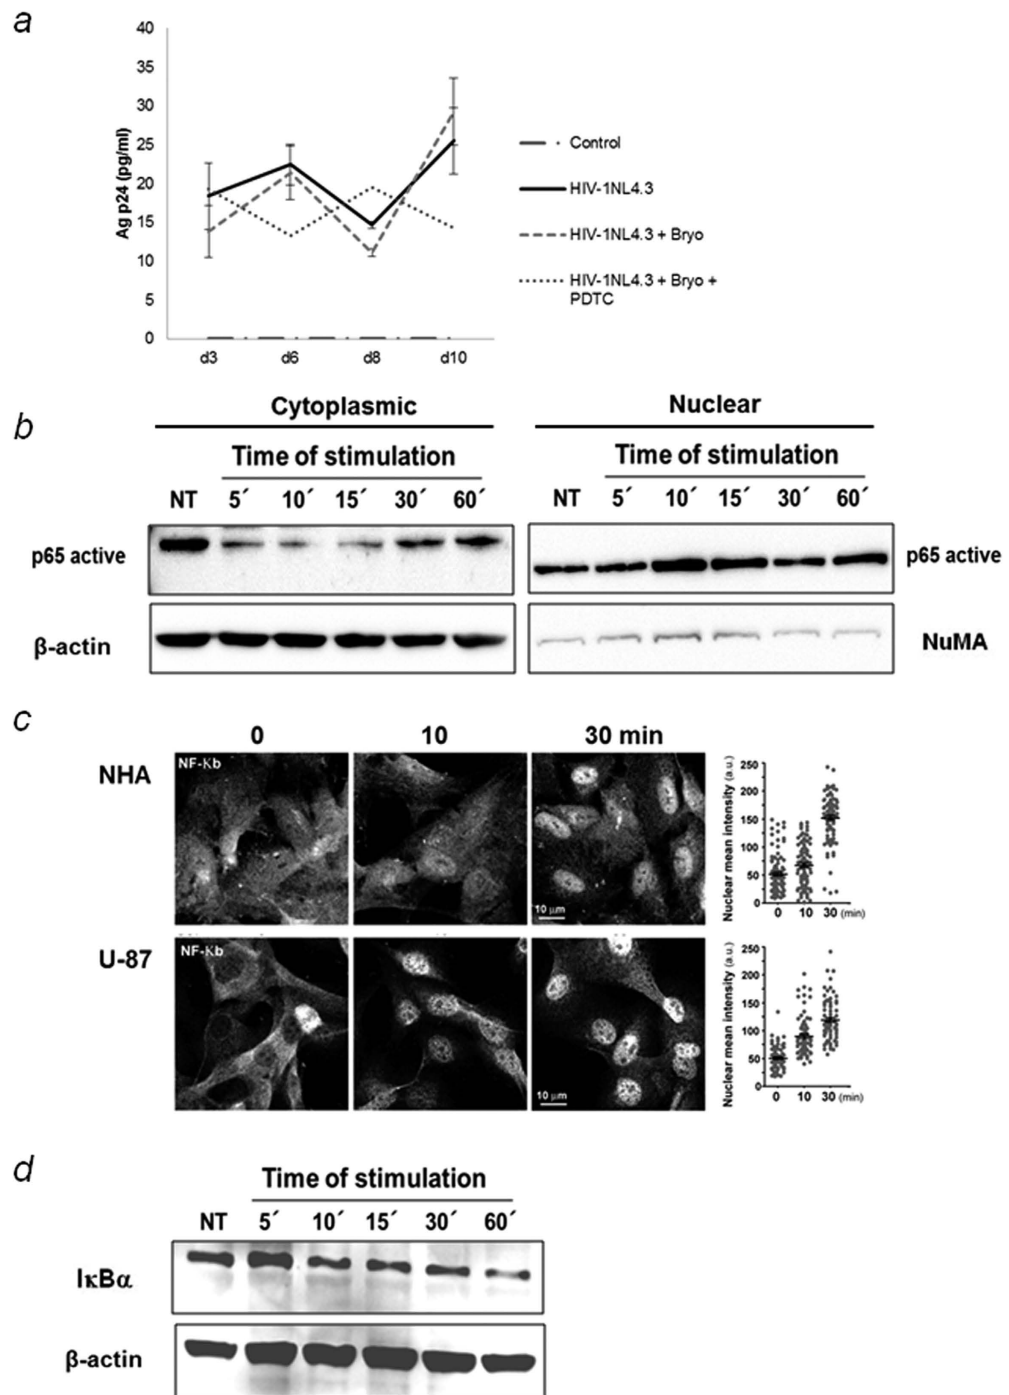 a
40
35
30
25
20
15
10
5
0
Ag p24 (pg/ml)
d3 d6 d8 d10
Control
HIV-1NL4.3
HIV-1NL4.3 + Bryo
HIV-1NL4.3 + Bryo +
PDTC
b
Cytoplasmic
Time of stimulation
NT 5´ 10´ 15´ 30´ 60´
p65 active
β-actin
Nuclear
Time of stimulation
NT 5´ 10´ 15´ 30´ 60´
p65 active
NuMA
c
0 10 30 min
NHA
NF-Kb
10 µm
Nuclear mean intensity (a.u.)
250
200
150
100
50
0
0 10 30 (min)
U-87
NF-Kb
10 µm
Nuclear mean intensity (a.u.)
250
200
150
100
50
0
0 10 30 (min)
d
Time of stimulation
NT 5´ 10´ 15´ 30´ 60´
IκBα
β-actin